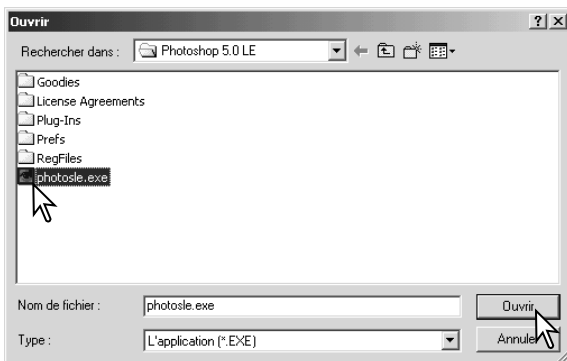 Ouvrir
Rechercher dans : Photoshop 5.0 LE
Goodies
License Agreements
Plug-Ins
Prefs
RegFiles
photosle.exe
Nom de fichier : photosle.exe Ouvrir
Type : L'application (*.EXE) Annuler